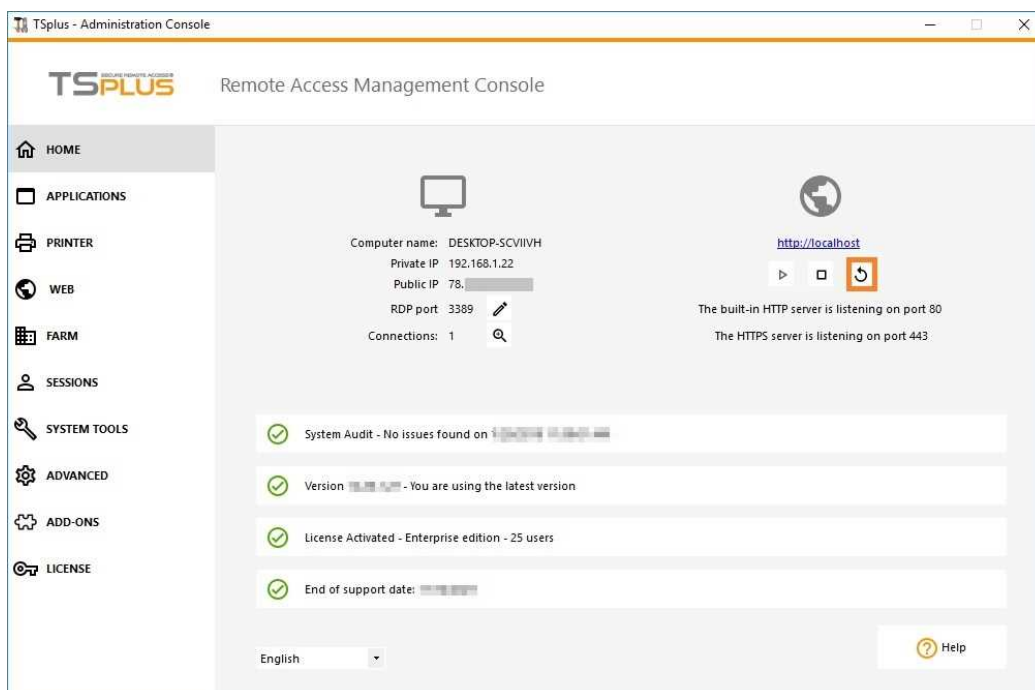 TSplus - Administration Console
TSPLUS
SECURE REMOTE ACCESS
Remote Access Management Console
HOME
APPLICATIONS
PRINTER
WEB
FARM
SESSIONS
SYSTEM TOOLS
ADVANCED
ADD-ONS
LICENSE
Computer name: DESKTOP-SCVIIVH
Private IP 192.168.1.22
Public IP 78.
RDP port 3389
Connections: 1
http://localhost
The built-in HTTP server is listening on port 80
The HTTPS server is listening on port 443
System Audit - No issues found on
Version - You are using the latest version
License Activated - Enterprise edition - 25 users
End of support date:
English
Help